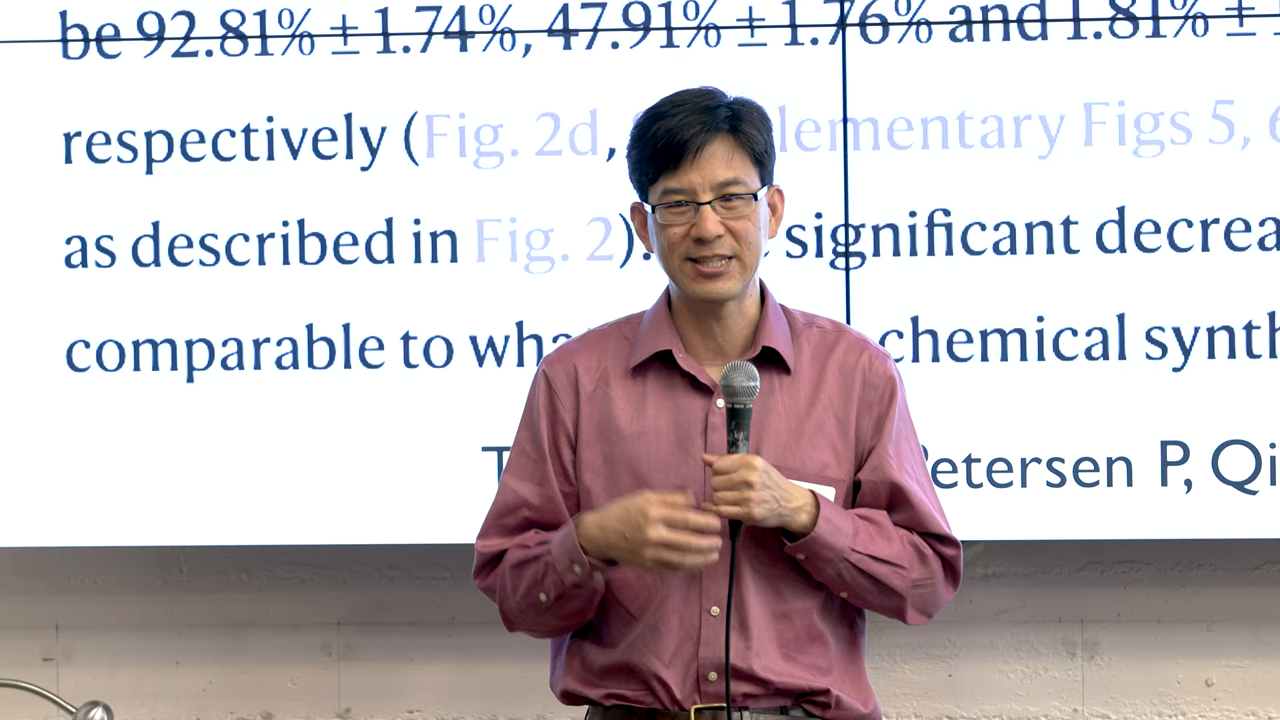 be 92.81% ± 1.74%, 47.91% ± 1.76% and 1.81% ±
respectively (Fig. 2d, lementary Figs 5, 6
as described in Fig. 2). significant decrea
comparable to wha chemical synth
Petersen P, Qi